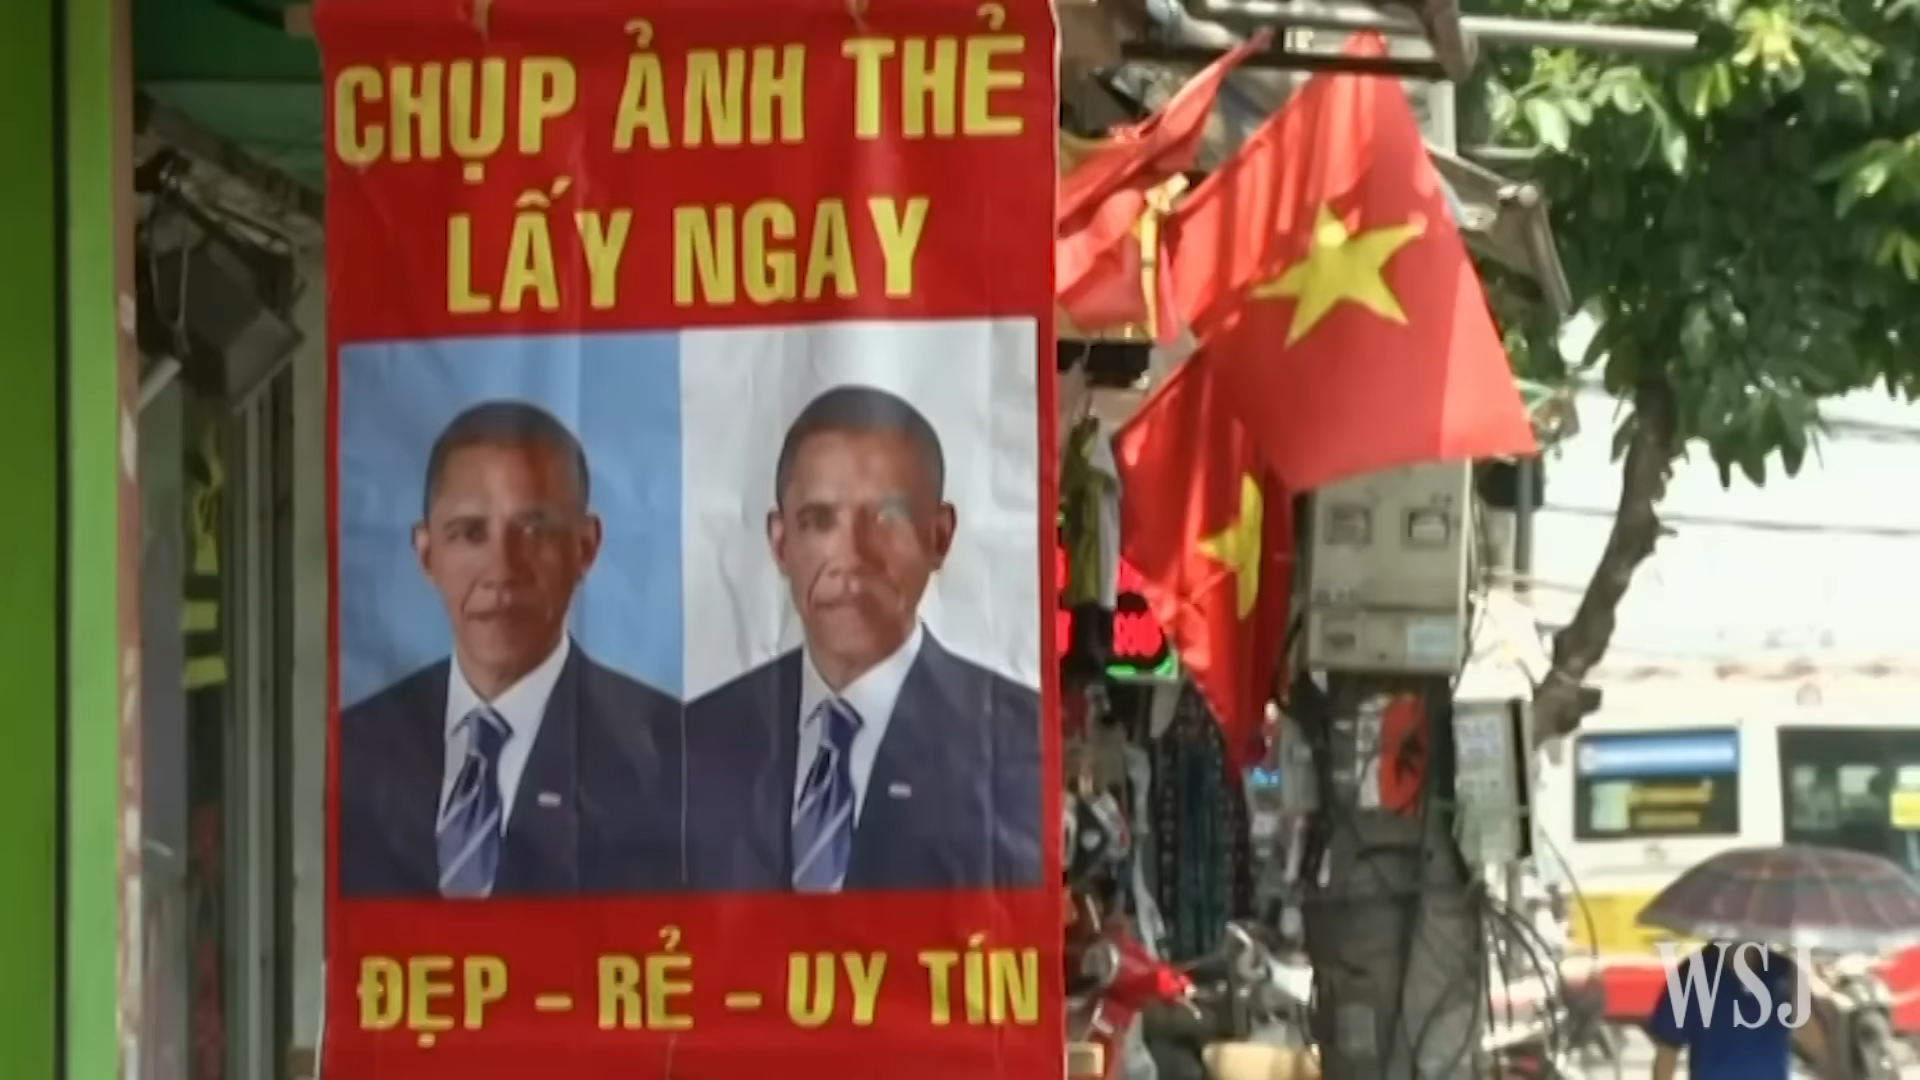 CHỤP ẢNH THẺ
LẤY NGAY
ĐẸP – RẺ – UY TÍN
WSJ